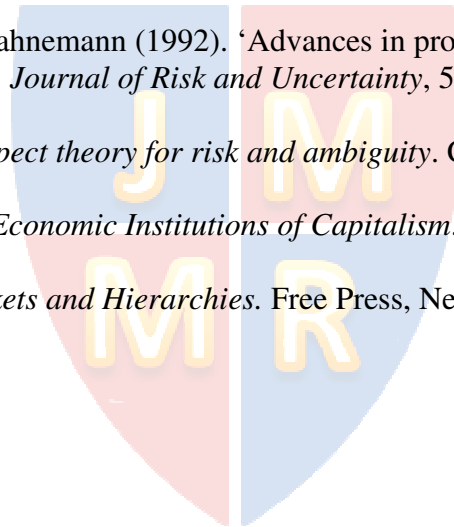 ahnemann (1992). ‘Advances in pro
Journal of Risk and Uncertainty, 5
pect theory for risk and ambiguity.
Economic Institutions of Capitalism.
kets and Hierarchies. Free Press, Ne
J M
M R